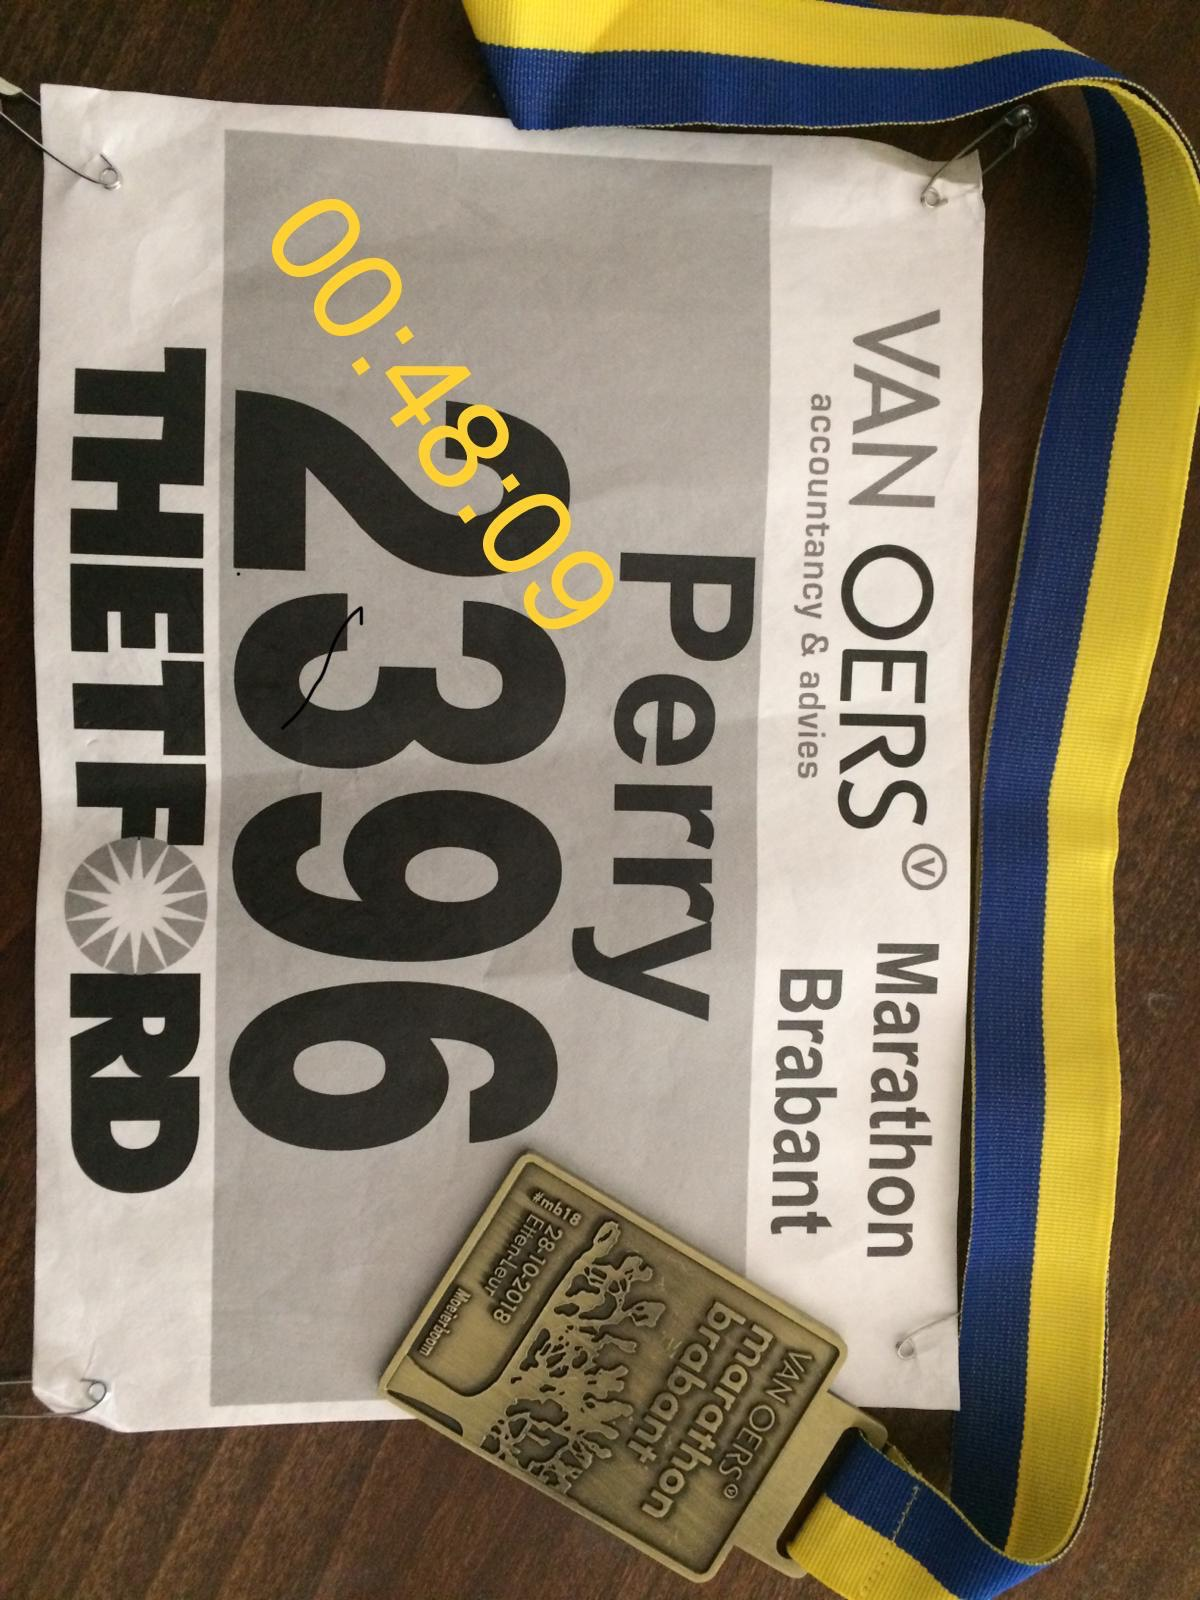 VAN OERS V
accountancy & advies
Marathon
Brabant
Perry
2396
00:48:09
THETFORD
VAN OERS V
marathon
brabant
#mb18
28-10-2018
Etten-Leur
Moeierboom